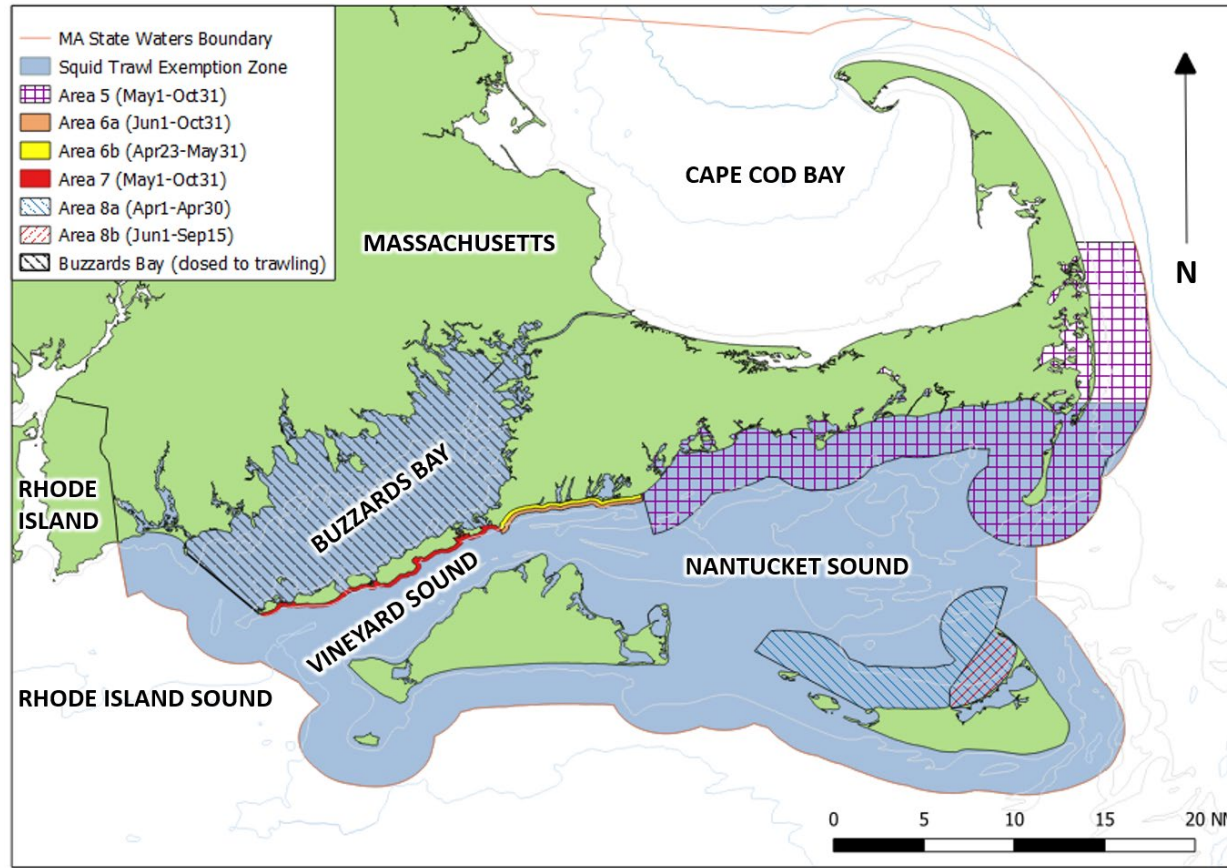 MA State Waters Boundary
Squid Trawl Exemption Zone
Area 5 (May1-Oct31)
Area 6a (Jun1-Oct31)
Area 6b (Apr23-May31)
Area 7 (May1-Oct31)
Area 8a (Apr1-Apr30)
Area 8b (Jun1-Sep15)
Buzzards Bay (closed to trawling)
CAPE COD BAY
MASSACHUSETTS
N
RHODE
ISLAND
BUZZARDS BAY
NANTUCKET SOUND
VINEYARD SOUND
RHODE ISLAND SOUND
0 5 10 15 20 NM